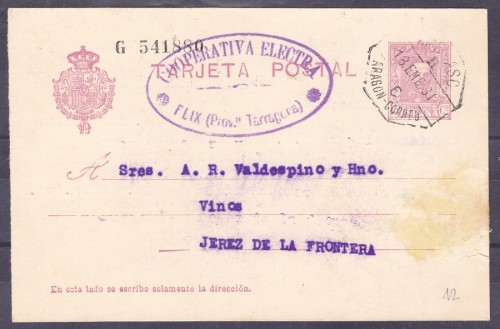 G 541880
COOPERATIVA ELECTRA
TARJETA POSTAL
FLIX (Prov.ª Tarragona)
ARAGON-CORREO
A Sres. A. R. Valdespino y Hno.
Vinos
JEREZ DE LA FRONTERA
En este lado se escribe solamente la dirección.
12